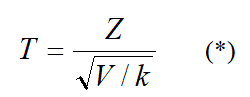 T = Z / √(V / k) (*)